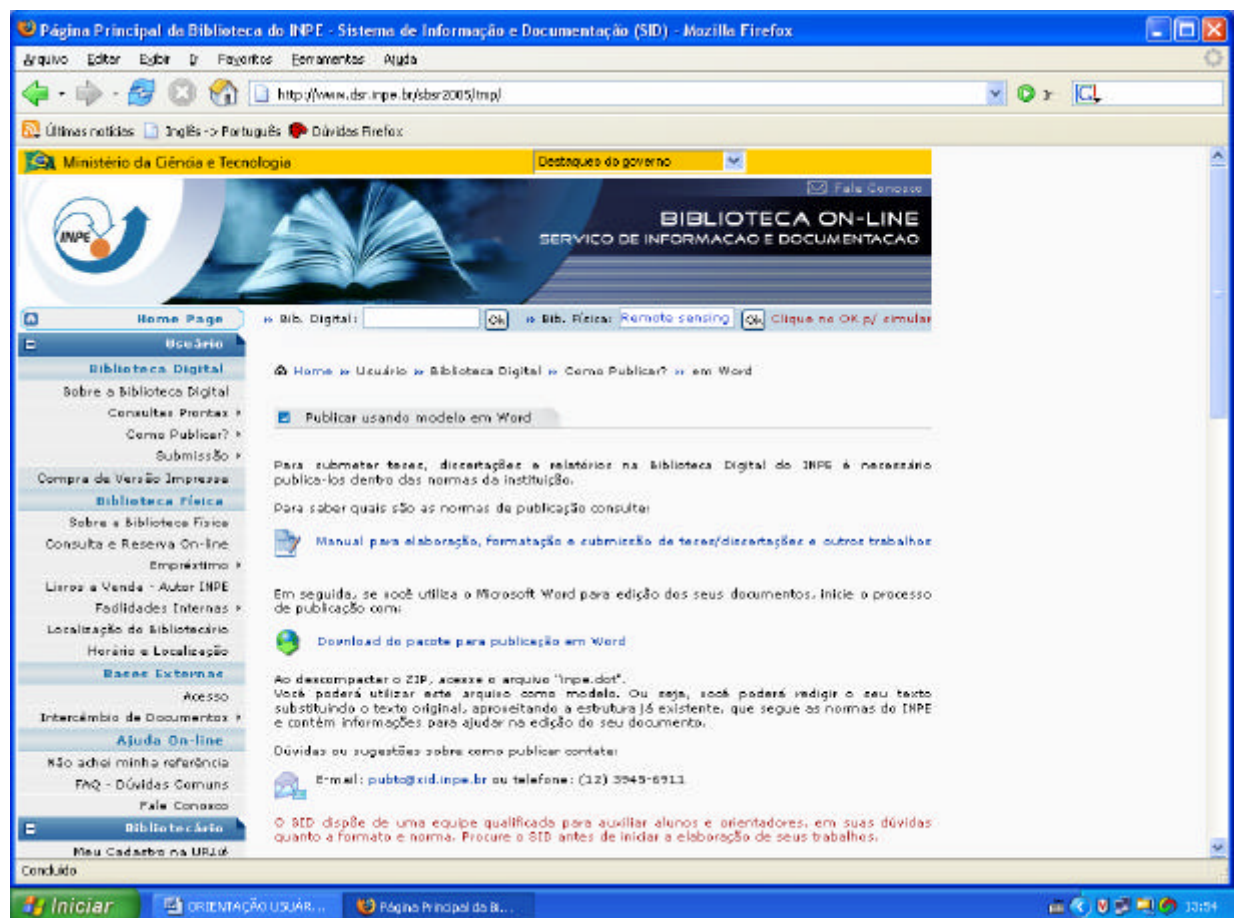 Página Principal da Biblioteca do INPE - Sistema de Informação e Documentação (SID) - Mozilla Firefox
Arquivo Editar Exibir Ir Favoritos Ferramentas Ajuda
http://www.dsr.inpe.br/sbsr2005/tmp/
Últimas notícias Inglês -> Português Dúvidas Firefox
Ministério da Ciência e Tecnologia
Destaques do governo
Fale Conosco
INPE
BIBLIOTECA ON-LINE
SERVICO DE INFORMACAO E DOCUMENTACAO
Home Page
» Bib. Digital: Ok » Bib. Física: Remote sensing Ok Clique no OK p/ simular
Usuário
Biblioteca Digital
Sobre a Biblioteca Digital
Consultas Prontas
Como Publicar?
Submissão
Compra de Versão Impressa
Biblioteca Física
Sobre a Biblioteca Física
Consulta e Reserva On-line
Empréstimo
Livros a Venda - Autor INPE
Facilidades Internas
Localização do Bibliotecário
Horário e Localização
Bases Externas
Acesso
Intercâmbio de Documentos
Ajuda On-line
Não achei minha referência
FAQ - Dúvidas Comuns
Fale Conosco
Bibliotecário
Meu Cadastro na URLib
Home » Usuário » Biblioteca Digital » Como Publicar? » em Word
Publicar usando modelo em Word
Para submeter teses, dissertações e relatórios na Biblioteca Digital do INPE é necessário
publica-los dentro das normas da instituição.
Para saber quais são as normas de publicação consulte:
Manual para elaboração, formatação e submissão de teses/dissertações e outros trabalhos
Em seguida, se você utiliza o Microsoft Word para edição dos seus documentos, inicie o processo
de publicação com:
Download do pacote para publicação em Word
Ao descompactar o ZIP, acesse o arquivo "inpe.dot".
Você poderá utilizar este arquivo como modelo. Ou seja, você poderá redigir o seu texto
substituindo o texto original, aproveitando a estrutura já existente, que segue as normas do INPE
e contém informações para ajudar na edição do seu documento.
Dúvidas ou sugestões sobre como publicar contate:
E-mail: pubtc@sid.inpe.br ou telefone: (12) 3945-6911
O SID dispõe de uma equipe qualificada para auxiliar alunos e orientadores, em suas dúvidas
quanto a formato e norma. Procure o SID antes de iniciar a elaboração de seus trabalhos.
Concluído
Iniciar ORIENTAÇÃO USUÁR... Página Principal da Bi... 13:54